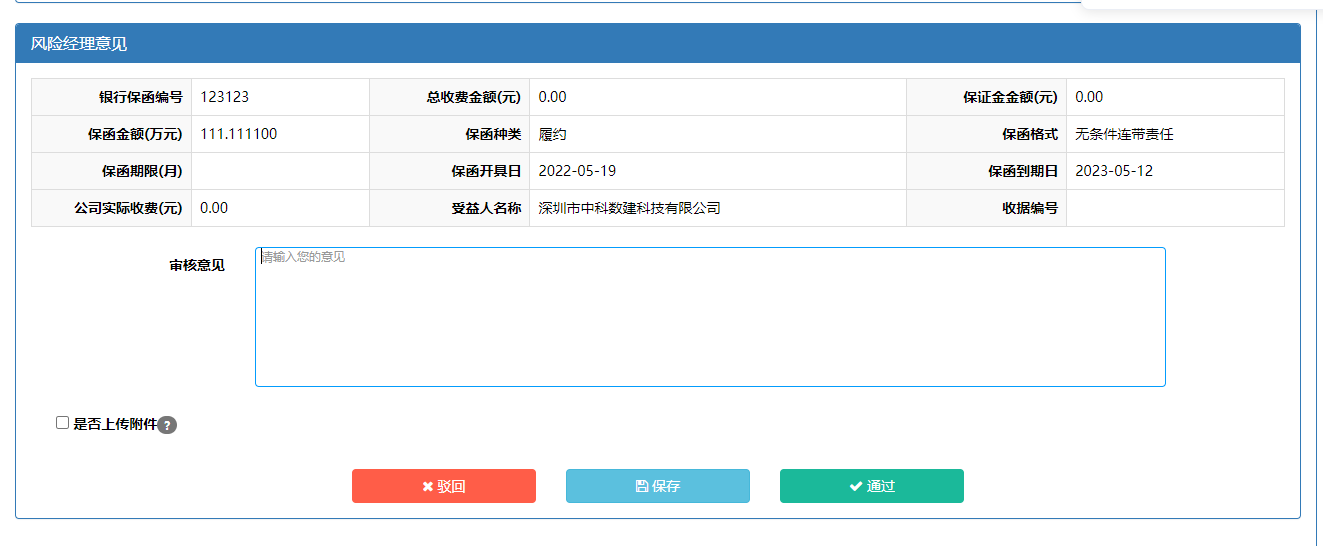 风险经理意见
银行保函编号 123123 总收费金额(元) 0.00 保证金金额(元) 0.00
保函金额(万元) 111.111100 保函种类 履约 保函格式 无条件连带责任
保函期限(月) 保函开具日 2022-05-19 保函到期日 2023-05-12
公司实际收费(元) 0.00 受益人名称 深圳市中科数建科技有限公司 收据编号
审核意见 请输入您的意见
是否上传附件?
驳回 保存 通过